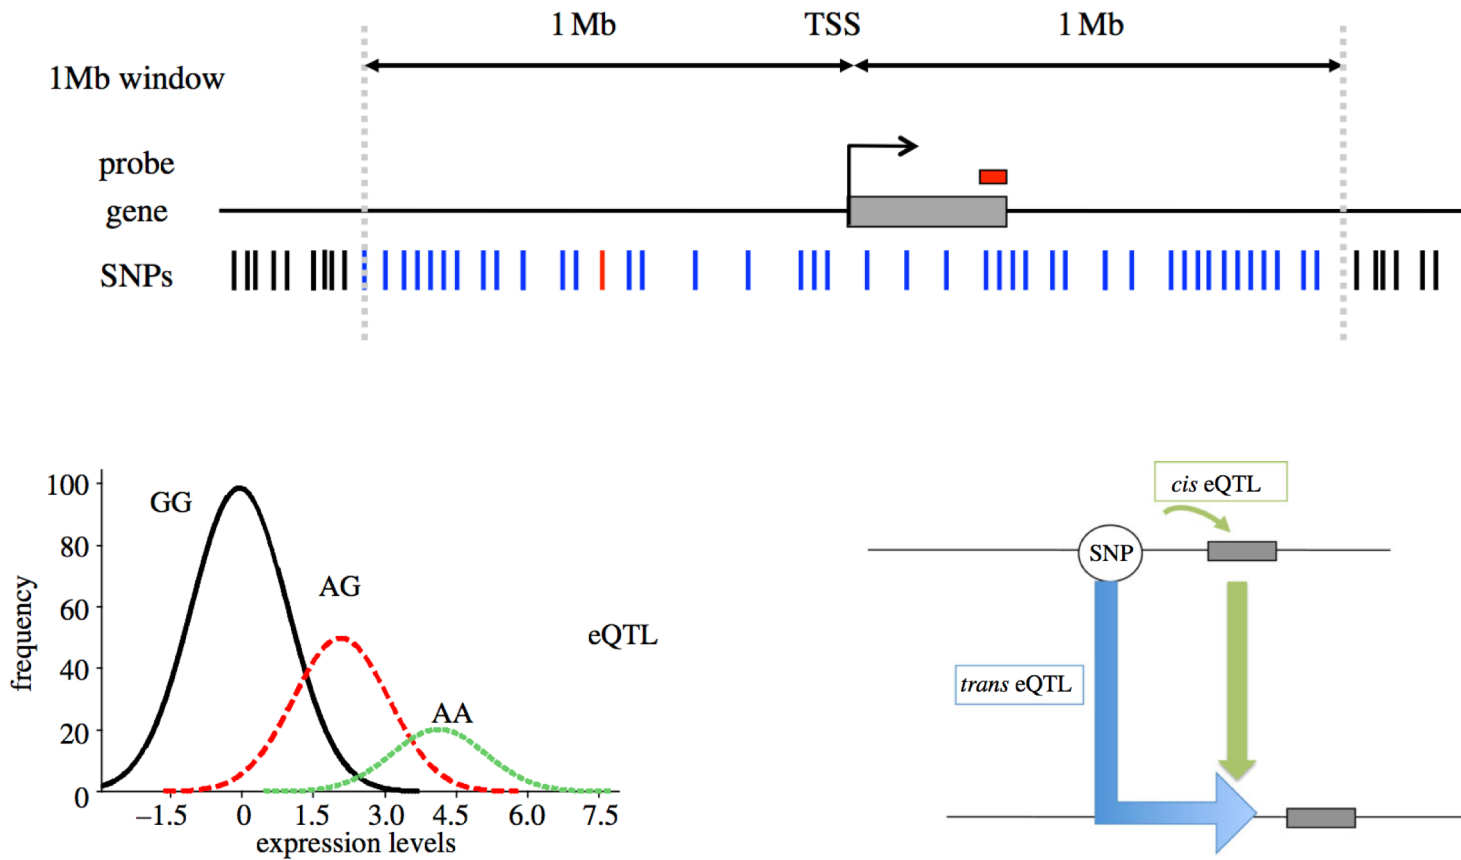 1 Mb TSS 1 Mb
1Mb window
probe
gene
SNPs
100
80
60
40
20
0
frequency
GG
AG
AA
eQTL
–1.5 0 1.5 3.0 4.5 6.0 7.5
expression levels
cis eQTL
SNP
trans eQTL